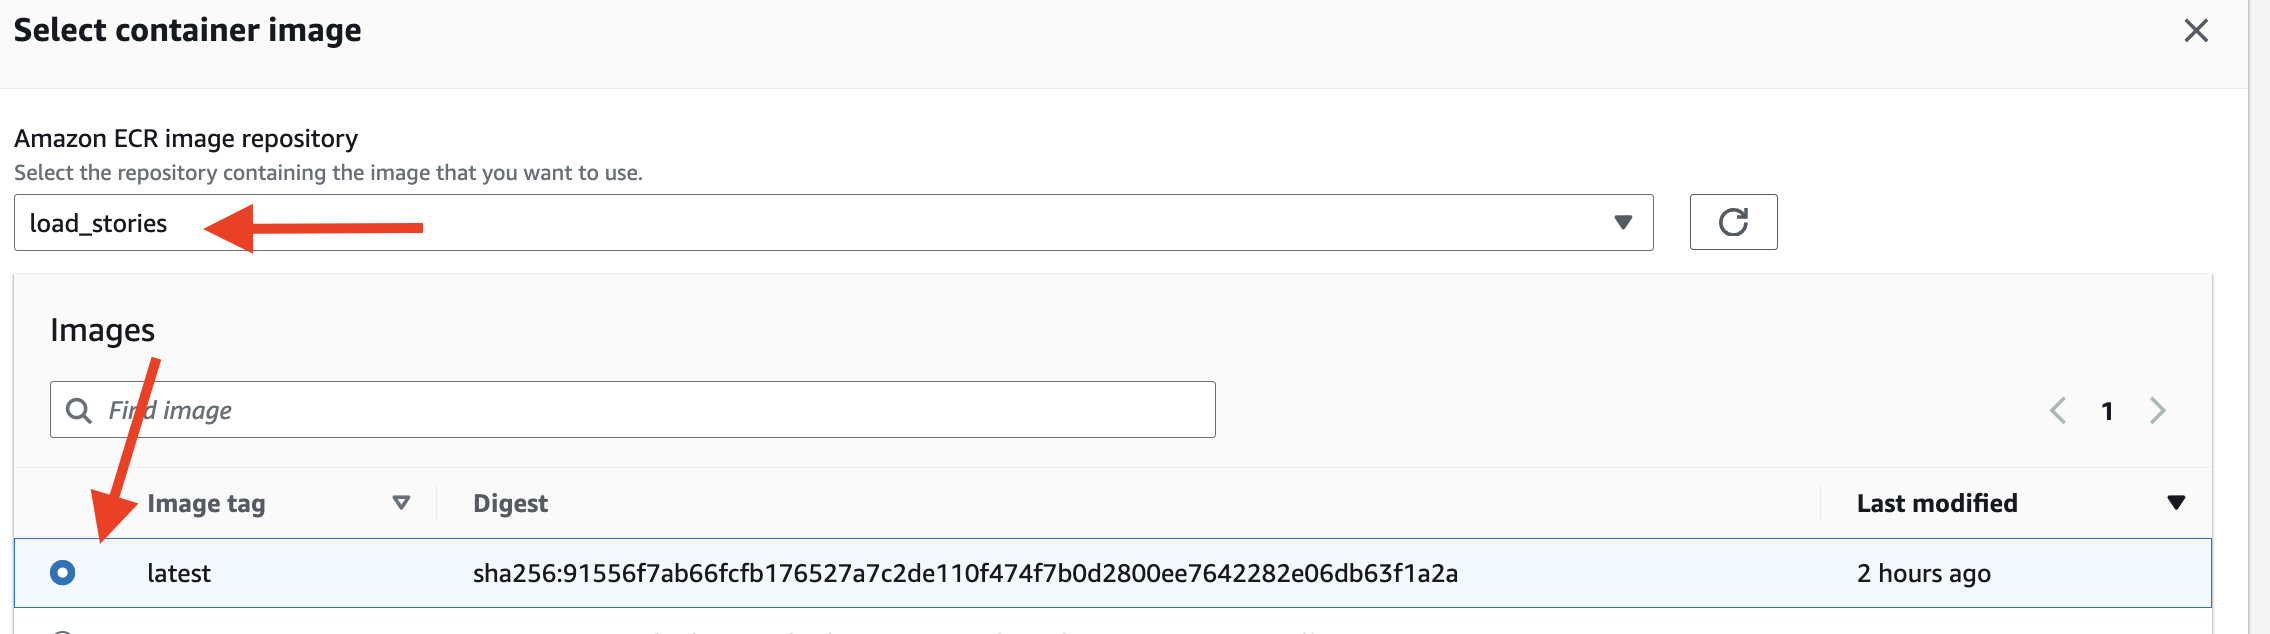 Select container image
Amazon ECR image repository
Select the repository containing the image that you want to use.
load_stories
Images
Find image
1
Image tag Digest Last modified
latest sha256:91556f7ab66fcfb176527a7c2de110f474f7b0d2800ee7642282e06db63f1a2a 2 hours ago